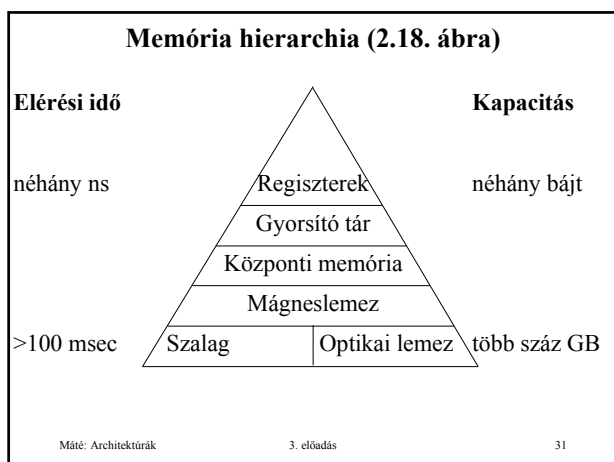 Memória hierarchia (2.18. ábra)
Elérési idő Kapacitás
néhány ns Regiszterek néhány bájt
Gyorsító tár
Központi memória
Mágneslemez
>100 msec Szalag Optikai lemez több száz GB
Máté: Architektúrák 3. előadás 31